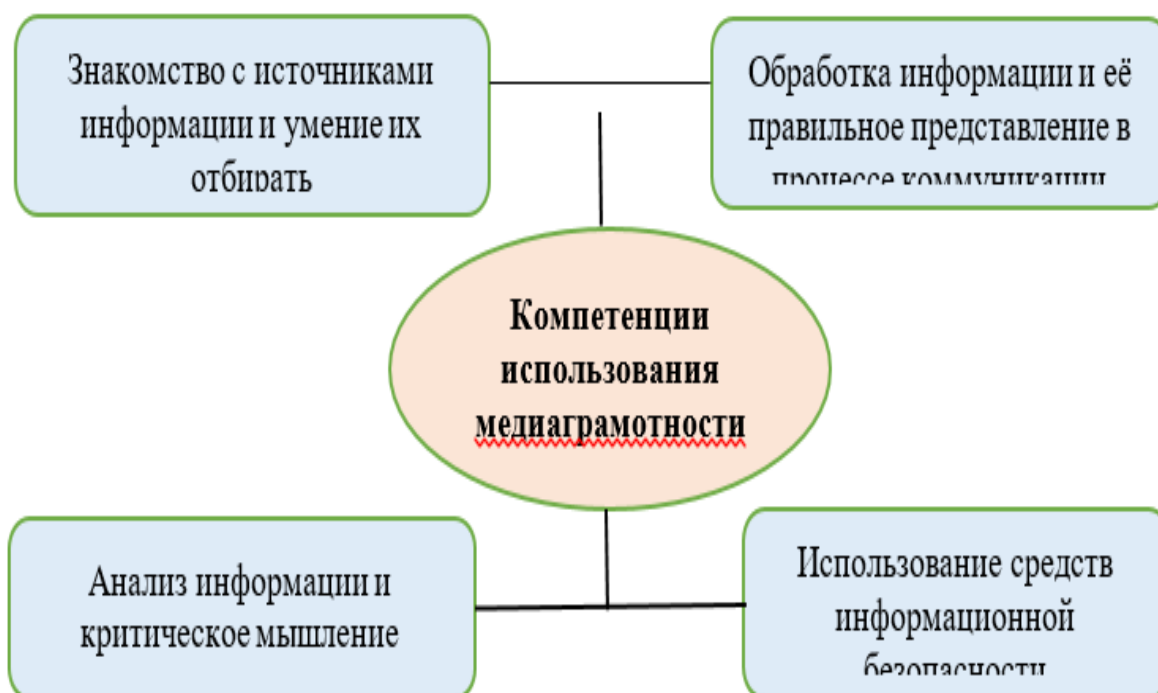 Знакомство с источниками
информации и умение их
отбирать
Обработка информации и её
правильное представление в
процессе коммуникации
Компетенции
использования
медиаграмотности
Анализ информации и
критическое мышление
Использование средств
информационной
безопасности